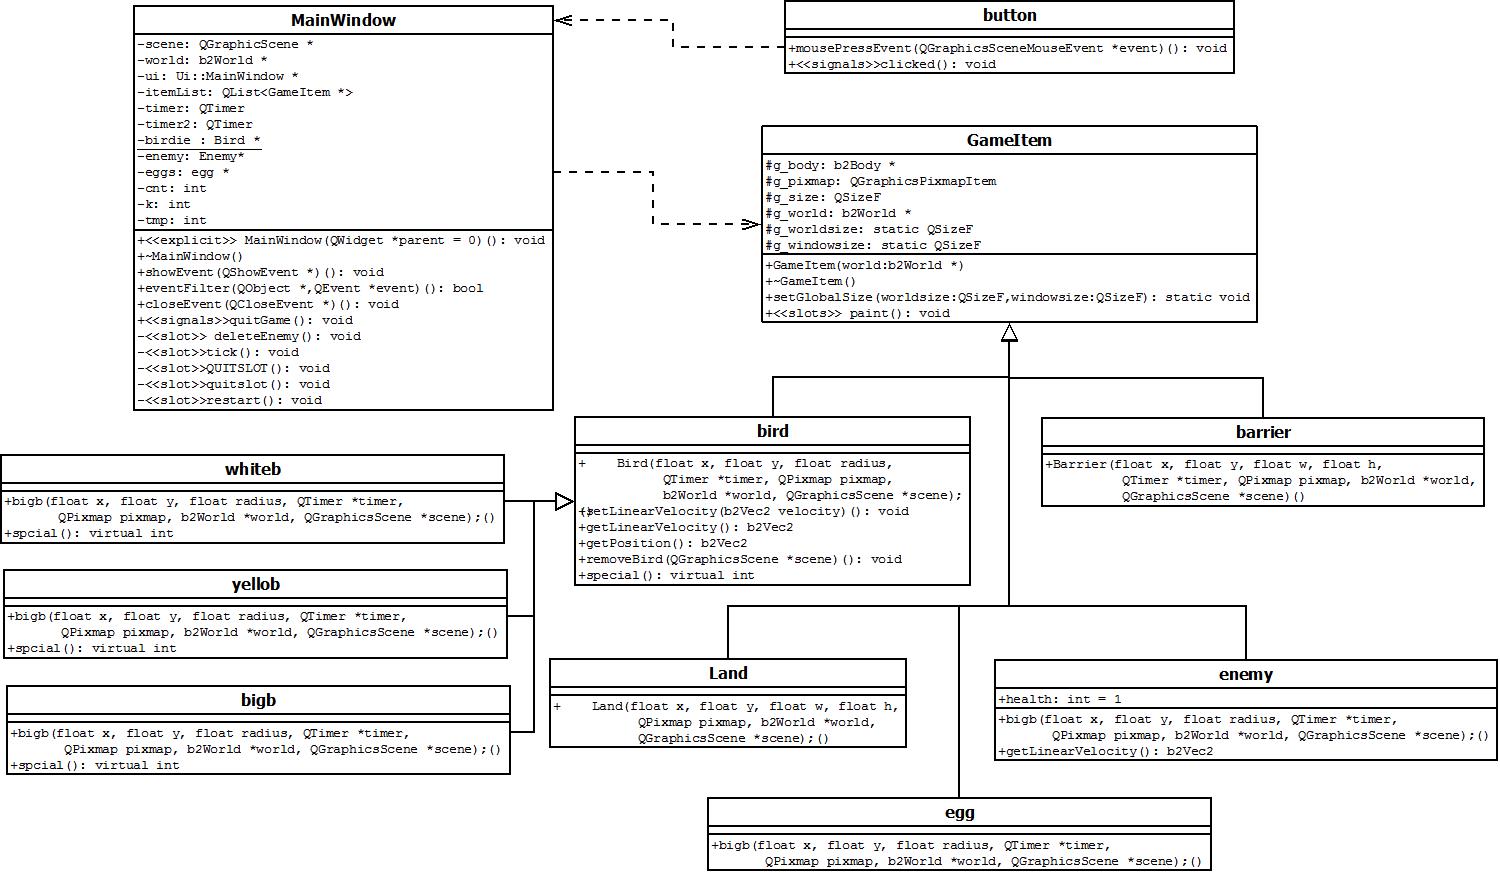 MainWindow
-scene: QGraphicScene *
-world: b2World *
-ui: Ui::MainWindow *
-itemList: QList<GameItem *>
-timer: QTimer
-timer2: QTimer
-birdie : Bird *
-enemy: Enemy*
-eggs: egg *
-cnt: int
-k: int
-tmp: int
+<<explicit>> MainWindow(QWidget *parent = 0)(): void
+~MainWindow()
+showEvent(QShowEvent *)(): void
+eventFilter(QObject *,QEvent *event)(): bool
+closeEvent(QCloseEvent *)(): void
+<<signals>>quitGame(): void
-<<slot>> deleteEnemy(): void
-<<slot>>tick(): void
-<<slot>>QUITSLOT(): void
-<<slot>>quitslot(): void
-<<slot>>restart(): void
button
+mousePressEvent(QGraphicsSceneMouseEvent *event)(): void
+<<signals>>clicked(): void
GameItem
#g_body: b2Body *
#g_pixmap: QGraphicsPixmapItem
#g_size: QSizeF
#g_world: b2World *
#g_worldsize: static QSizeF
#g_windowsize: static QSizeF
+GameItem(world:b2World *)
+~GameItem()
+setGlobalSize(worldsize:QSizeF,windowsize:QSizeF): static void
+<<slots>> paint(): void
bird
+    Bird(float x, float y, float radius,
QTimer *timer, QPixmap pixmap,
b2World *world, QGraphicsScene *scene);
()
+setLinearVelocity(b2Vec2 velocity)(): void
+getLinearVelocity(): b2Vec2
+getPosition(): b2Vec2
+removeBird(QGraphicsScene *scene)(): void
+special(): virtual int
barrier
+Barrier(float x, float y, float w, float h,
QTimer *timer, QPixmap pixmap, b2World *world,
QGraphicsScene *scene)()
whiteb
+bigb(float x, float y, float radius, QTimer *timer,
QPixmap pixmap, b2World *world, QGraphicsScene *scene);()
+spcial(): virtual int
yellob
+bigb(float x, float y, float radius, QTimer *timer,
QPixmap pixmap, b2World *world, QGraphicsScene *scene);()
+spcial(): virtual int
bigb
+bigb(float x, float y, float radius, QTimer *timer,
QPixmap pixmap, b2World *world, QGraphicsScene *scene);()
+spcial(): virtual int
Land
+    Land(float x, float y, float w, float h,
QPixmap pixmap, b2World *world,
QGraphicsScene *scene);()
enemy
+health: int = 1
+bigb(float x, float y, float radius, QTimer *timer,
QPixmap pixmap, b2World *world, QGraphicsScene *scene);()
+getLinearVelocity(): b2Vec2
egg
+bigb(float x, float y, float radius, QTimer *timer,
QPixmap pixmap, b2World *world, QGraphicsScene *scene);()